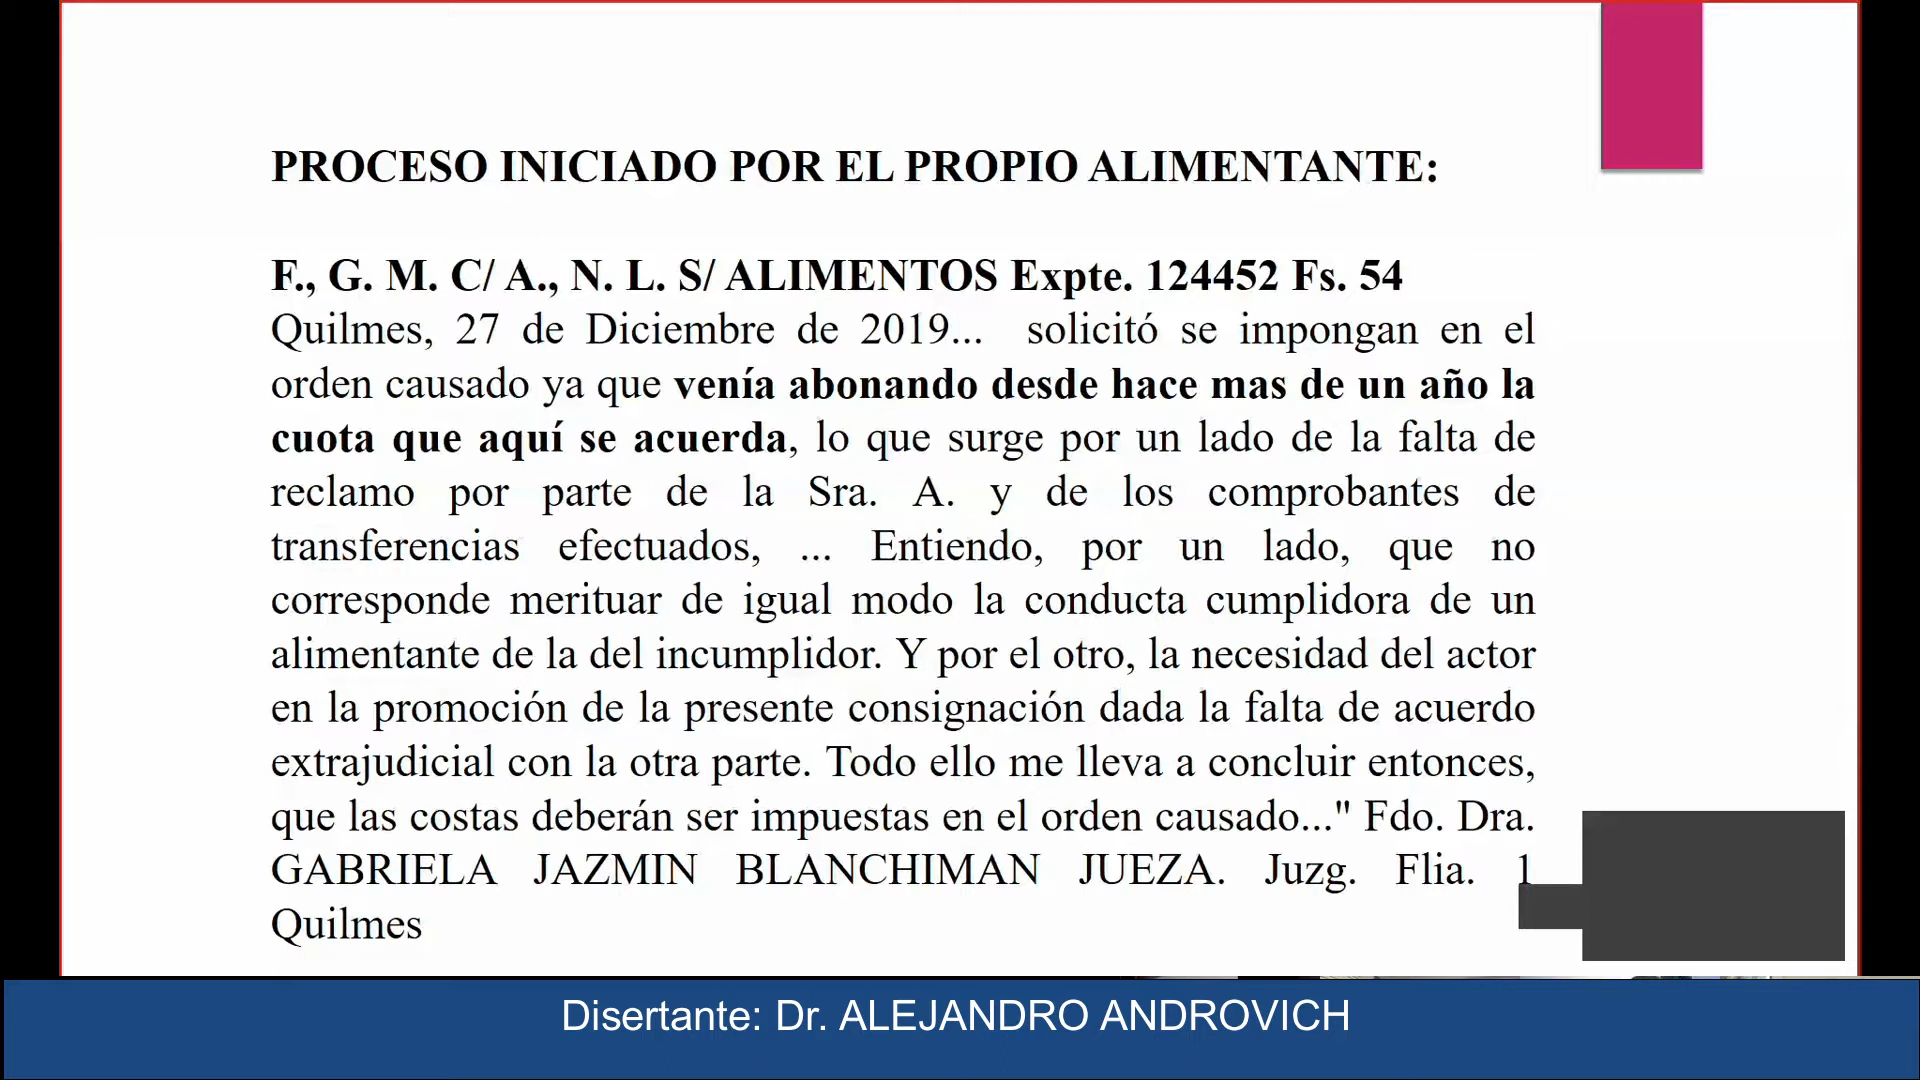 PROCESO INICIADO POR EL PROPIO ALIMENTANTE:
F., G. M. C/ A., N. L. S/ ALIMENTOS Expte. 124452 Fs. 54
Quilmes, 27 de Diciembre de 2019... solicitó se impongan en el
orden causado ya que venía abonando desde hace mas de un año la
cuota que aquí se acuerda, lo que surge por un lado de la falta de
reclamo por parte de la Sra. A. y de los comprobantes de
transferencias efectuados, ... Entiendo, por un lado, que no
corresponde merituar de igual modo la conducta cumplidora de un
alimentante de la del incumplidor. Y por el otro, la necesidad del actor
en la promoción de la presente consignación dada la falta de acuerdo
extrajudicial con la otra parte. Todo ello me lleva a concluir entonces,
que las costas deberán ser impuestas en el orden causado..." Fdo. Dra.
GABRIELA JAZMIN BLANCHIMAN JUEZA. Juzg. Flia. 1
Quilmes
Disertante: Dr. ALEJANDRO ANDROVICH